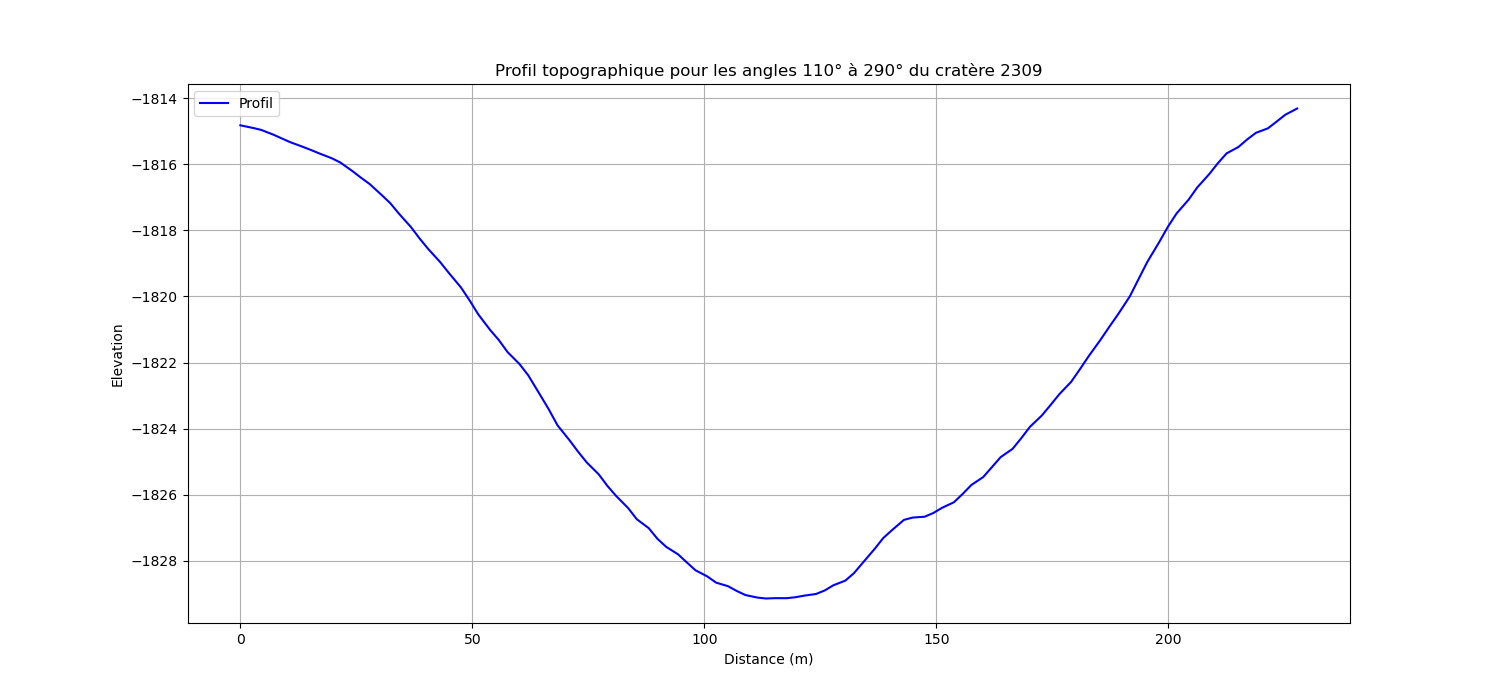 Profil topographique pour les angles 110° à 290° du cratère 2309
Profil
−1814
−1816
−1818
−1820
−1822
−1824
−1826
−1828
Elevation
0 50 100 150 200
Distance (m)